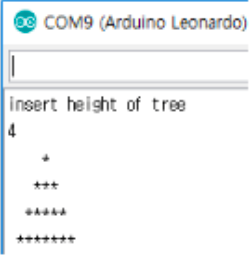 COM9 (Arduino Leonardo)
insert height of tree
4
   *
  ***
 *****
*******